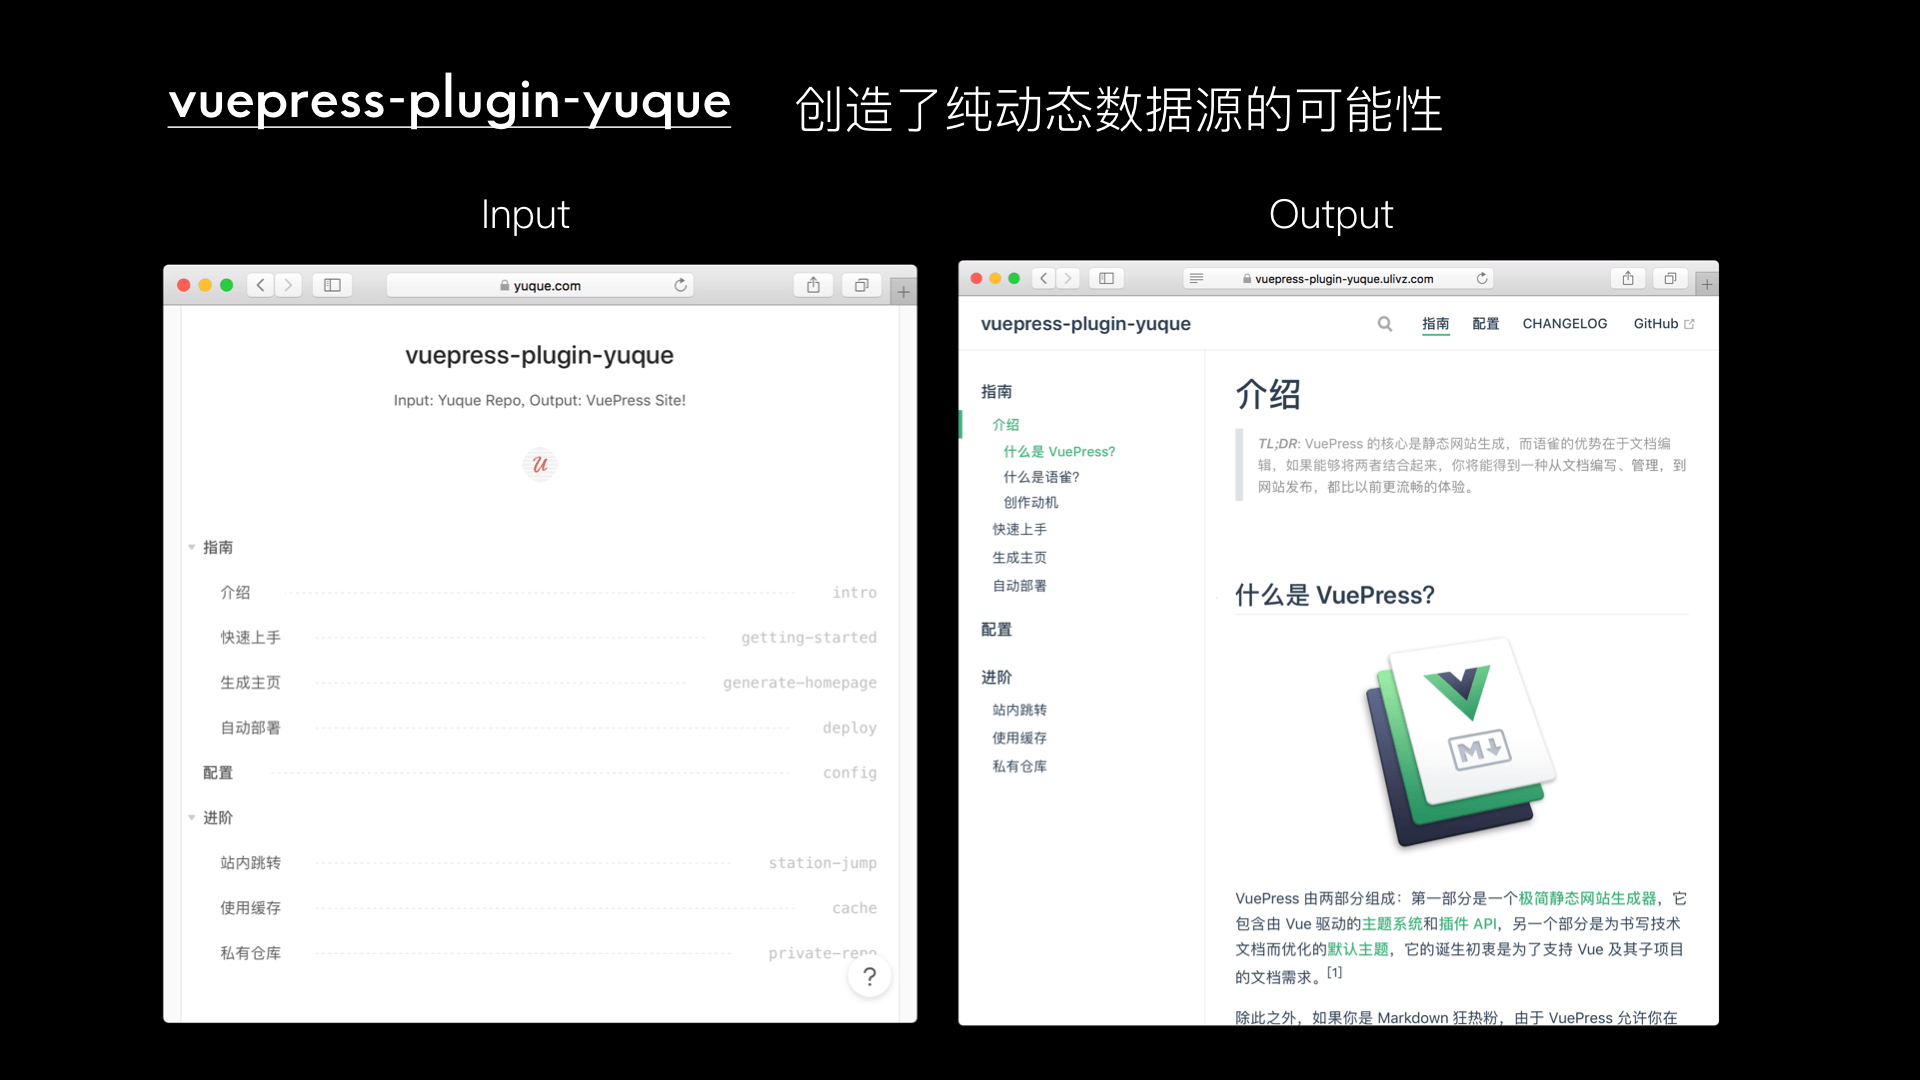 vuepress-plugin-yuque 创造了纯动态数据源的可能性
Input
Output
yuque.com
vuepress-plugin-yuque
Input: Yuque Repo, Output: VuePress Site!
U
指南
介绍 intro
快速上手 getting-started
生成主页 generate-homepage
自动部署 deploy
配置 config
进阶
站内跳转 station-jump
使用缓存 cache
私有仓库 private-repo
?
vuepress-plugin-yuque.ulivz.com
vuepress-plugin-yuque
指南 配置 CHANGELOG GitHub
指南
介绍
什么是 VuePress?
什么是语雀?
创作动机
快速上手
生成主页
自动部署
配置
进阶
站内跳转
使用缓存
私有仓库
介绍
TL;DR: VuePress 的核心是静态网站生成，而语雀的优势在于文档编
辑，如果能够将两者结合起来，你将能得到一种从文档编写、管理，到
网站发布，都比以前更流畅的体验。
什么是 VuePress?
M
VuePress 由两部分组成：第一部分是一个极简静态网站生成器，它
包含由 Vue 驱动的主题系统和插件 API，另一个部分是为书写技术
文档而优化的默认主题，它的诞生初衷是为了支持 Vue 及其子项目
的文档需求。[1]
除此之外，如果你是 Markdown 狂热粉，由于 VuePress 允许你在